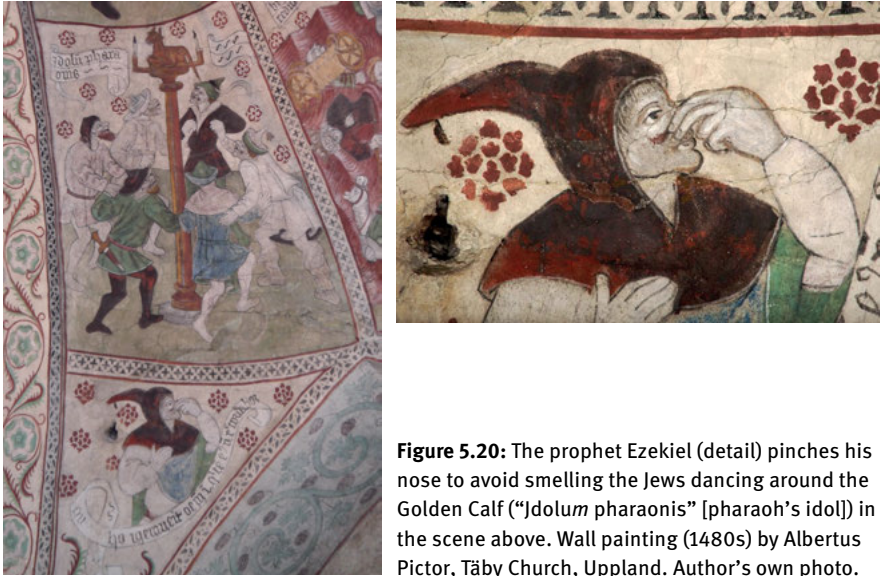 Jdolu phara
onis
Figure 5.20: The prophet Ezekiel (detail) pinches his
nose to avoid smelling the Jews dancing around the
Golden Calf (“Jdolum pharaonis” [pharaoh’s idol]) in
the scene above. Wall painting (1480s) by Albertus
Pictor, Täby Church, Uppland. Author’s own photo.